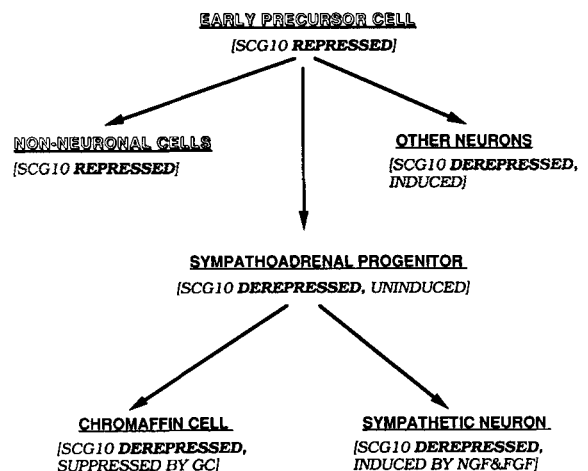 EARLY PRECURSOR CELL
[SCG10 REPRESSED]
NON-NEURONAL CELLS
[SCG10 REPRESSED]
OTHER NEURONS
[SCG10 DEREPRESSED,
INDUCED]
SYMPATHOADRENAL PROGENITOR
[SCG10 DEREPRESSED, UNINDUCED]
CHROMAFFIN CELL
[SCG10 DEREPRESSED,
SUPPRESSED BY GC]
SYMPATHETIC NEURON
[SCG10 DEREPRESSED,
INDUCED BY NGF&FGF]